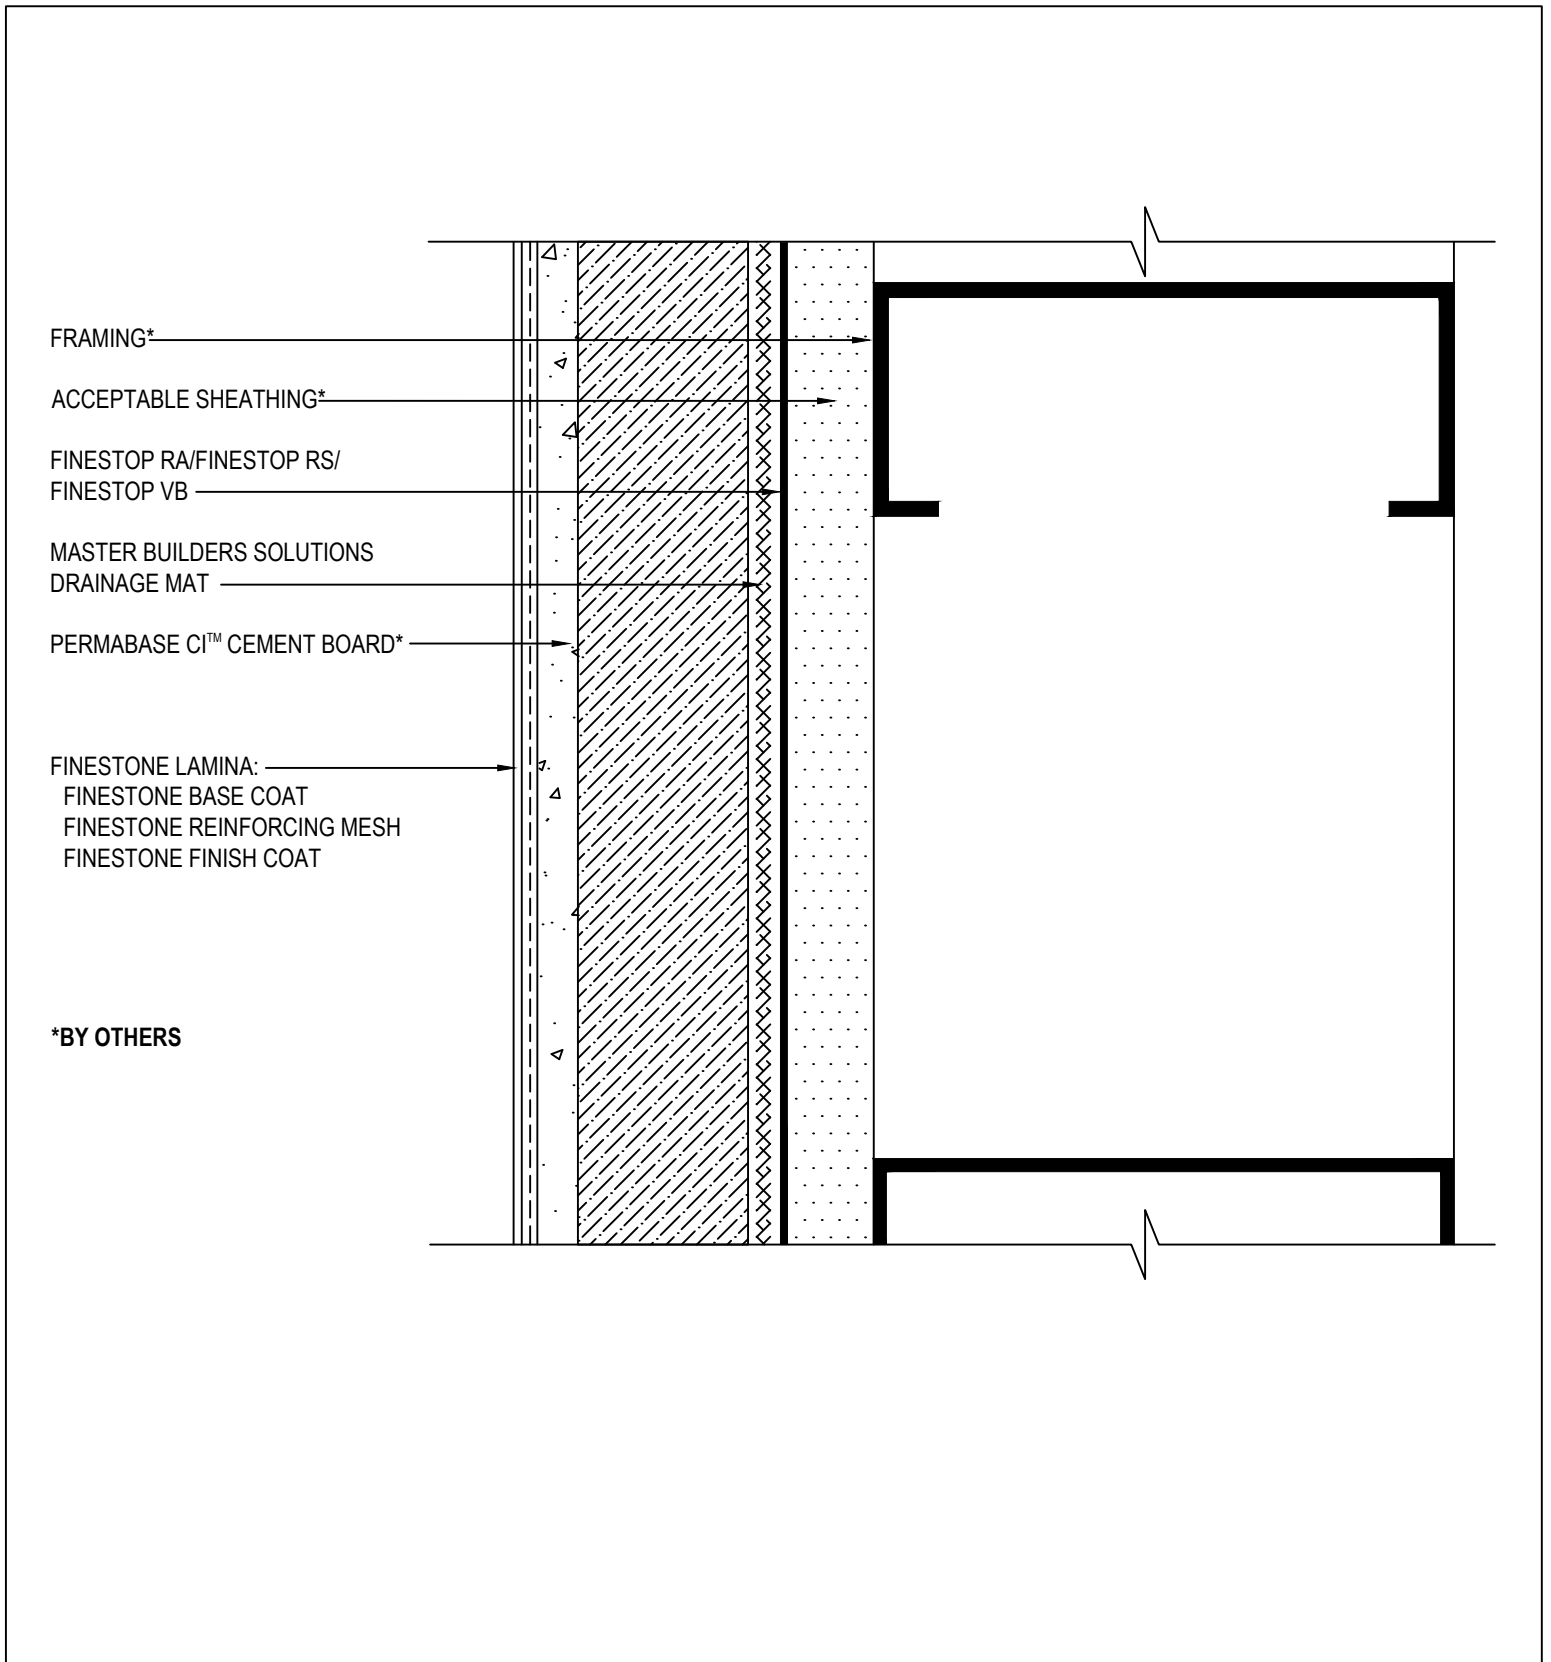 FRAMING*
ACCEPTABLE SHEATHING*
FINESTOP RA/FINESTOP RS/
FINESTOP VB
MASTER BUILDERS SOLUTIONS
DRAINAGE MAT
PERMABASE CI™ CEMENT BOARD*
FINESTONE LAMINA:
FINESTONE BASE COAT
FINESTONE REINFORCING MESH
FINESTONE FINISH COAT
*BY OTHERS